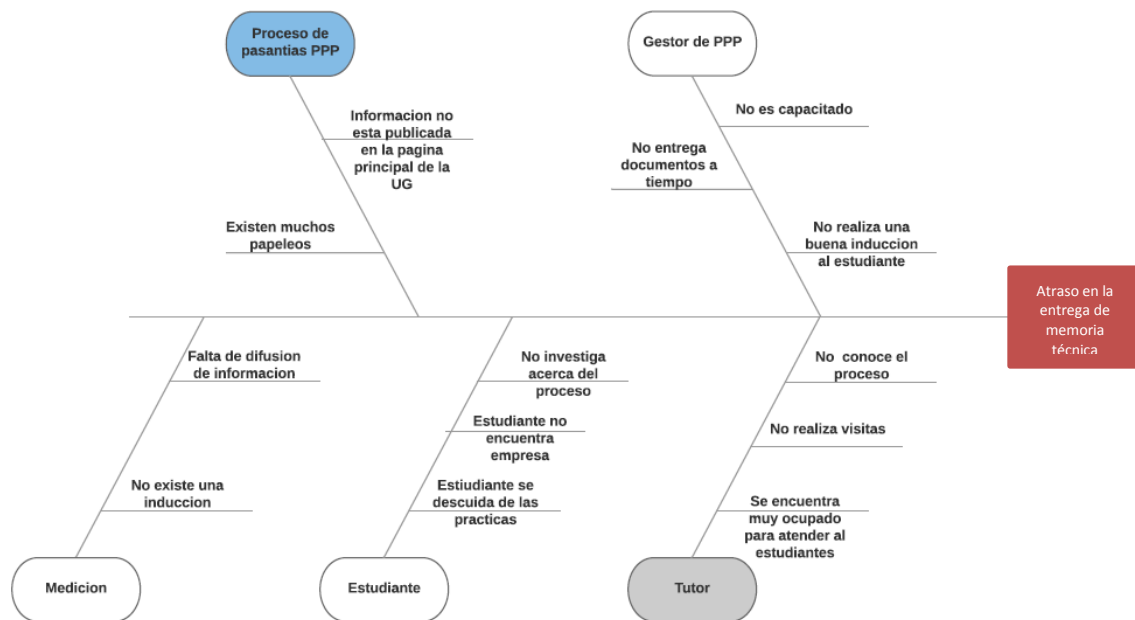 Proceso de
pasantias PPP
Gestor de PPP
Informacion no
esta publicada
en la pagina
principal de la
UG
Existen muchos
papeleos
No es capacitado
No entrega
documentos a
tiempo
No realiza una
buena induccion
al estudiante
Atraso en la
entrega de
memoria
técnica
Falta de difusion
de informacion
No existe una
induccion
Medicion
No investiga
acerca del
proceso
Estudiante no
encuentra
empresa
Estiudiante se
descuida de las
practicas
Estudiante
No conoce el
proceso
No realiza visitas
Se encuentra
muy ocupado
para atender al
estudiantes
Tutor